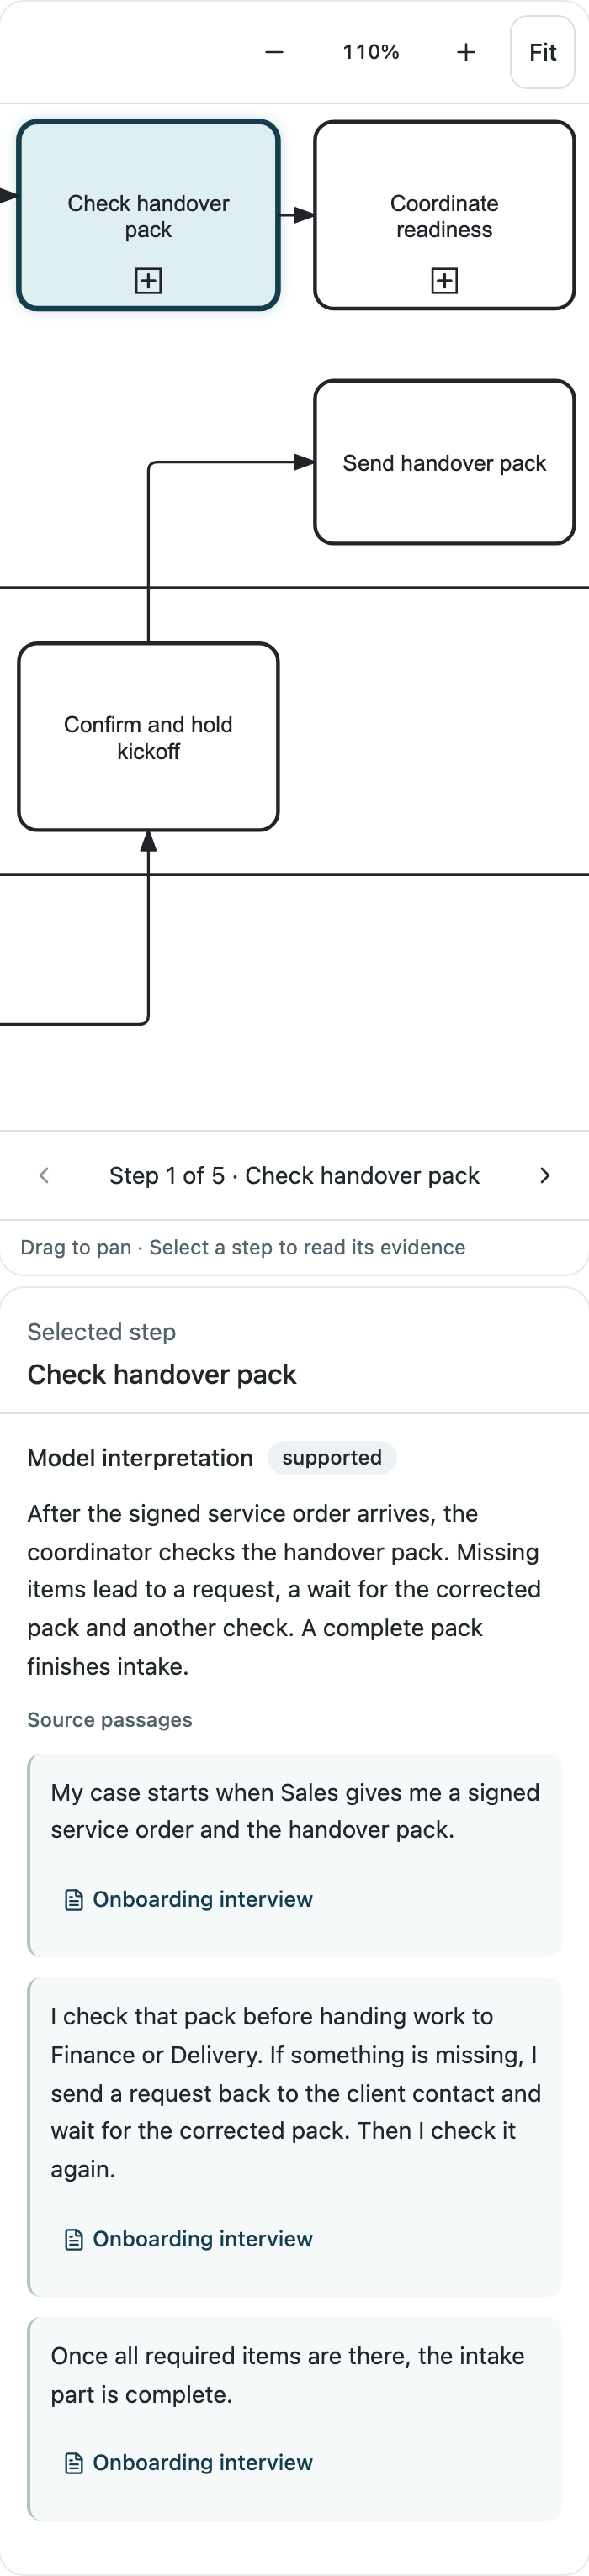 − 110% + Fit
Check handover
pack
Coordinate
readiness
Send handover pack
Confirm and hold
kickoff
Step 1 of 5 · Check handover pack
Drag to pan · Select a step to read its evidence
Selected step
Check handover pack
Model interpretation supported
After the signed service order arrives, the
coordinator checks the handover pack. Missing
items lead to a request, a wait for the corrected
pack and another check. A complete pack
finishes intake.
Source passages
My case starts when Sales gives me a signed
service order and the handover pack.
Onboarding interview
I check that pack before handing work to
Finance or Delivery. If something is missing, I
send a request back to the client contact and
wait for the corrected pack. Then I check it
again.
Onboarding interview
Once all required items are there, the intake
part is complete.
Onboarding interview